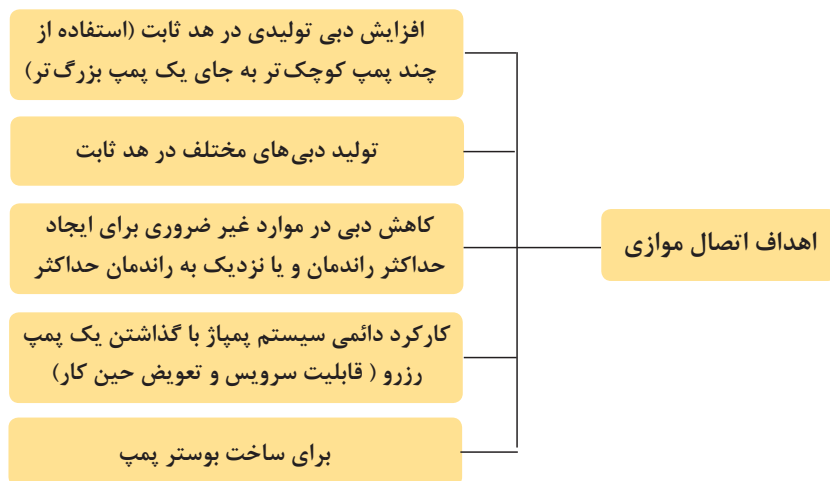 اهداف اتصال موازی
افزایش دبی تولیدی در هد ثابت (استفاده از
چند پمپ کوچک‌تر به جای یک پمپ بزرگ‌تر)
تولید دبی‌های مختلف در هد ثابت
کاهش دبی در موارد غیر ضروری برای ایجاد
حداکثر راندمان و یا نزدیک به راندمان حداکثر
کارکرد دائمی سیستم پمپاژ با گذاشتن یک پمپ
رزرو ( قابلیت سرویس و تعویض حین کار)
برای ساخت بوستر پمپ